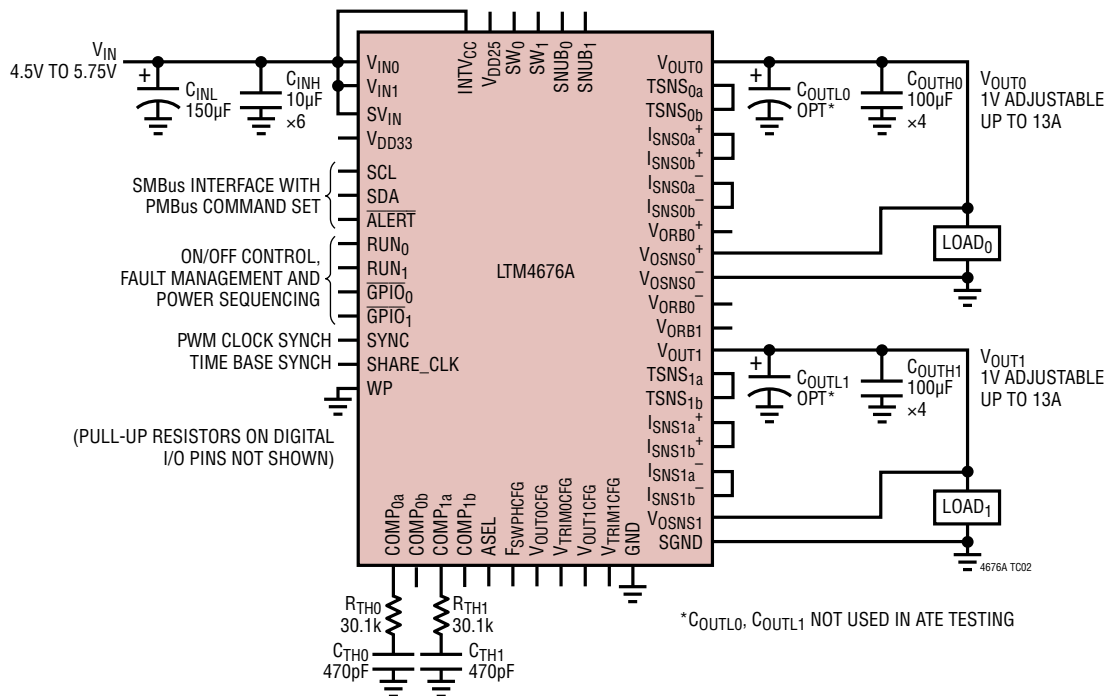 INTVCC
VDD25
SW0
SW1
SNUB0
SNUB1
VIN
4.5V TO 5.75V
+
CINL
150µF
CINH
10µF
×6
VIN0
VIN1
SVIN
VDD33
SMBus INTERFACE WITH
PMBus COMMAND SET
SCL
SDA
ALERT
ON/OFF CONTROL,
FAULT MANAGEMENT AND
POWER SEQUENCING
RUN0
RUN1
GPIO0
GPIO1
PWM CLOCK SYNCH
SYNC
TIME BASE SYNCH
SHARE_CLK
WP
(PULL-UP RESISTORS ON DIGITAL
I/O PINS NOT SHOWN)
LTM4676A
VOUT0
TSNS0a
TSNS0b
ISNS0a+
ISNS0b+
ISNS0a−
ISNS0b−
VORB0+
VOSNS0+
VOSNS0−
VORB0−
VORB1
VOUT1
TSNS1a
TSNS1b
ISNS1a+
ISNS1b+
ISNS1a−
ISNS1b−
VOSNS1
SGND
+
COUTL0
OPT*
COUTH0
100µF
×4
VOUT0
1V ADJUSTABLE
UP TO 13A
LOAD0
+
COUTL1
OPT*
COUTH1
100µF
×4
VOUT1
1V ADJUSTABLE
UP TO 13A
LOAD1
4676A TC02
COMP0a
COMP0b
COMP1a
COMP1b
ASEL
FSWPHCFG
VOUT0CFG
VTRIM0CFG
VOUT1CFG
VTRIM1CFG
GND
RTH0
30.1k
RTH1
30.1k
CTH0
470pF
CTH1
470pF
*COUTL0, COUTL1 NOT USED IN ATE TESTING